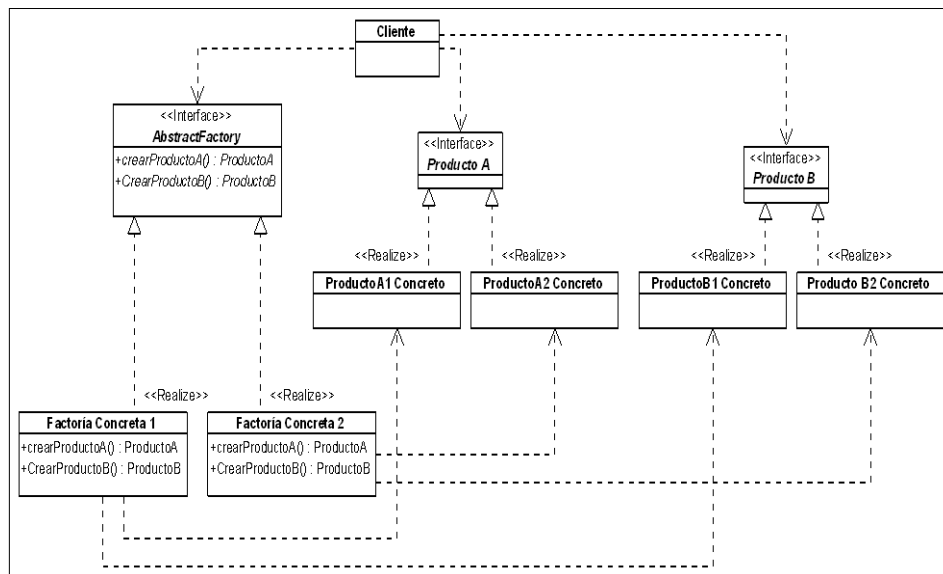 Cliente
<<Interface>>
AbstractFactory
+crearProductoA() : ProductoA
+CrearProductoB() : ProductoB
<<Interface>>
Producto A
<<Interface>>
Producto B
<<Realize>>
<<Realize>>
<<Realize>>
<<Realize>>
ProductoA1 Concreto
ProductoA2 Concreto
ProductoB1 Concreto
Producto B2 Concreto
<<Realize>>
<<Realize>>
Factoría Concreta 1
+crearProductoA() : ProductoA
+CrearProductoB() : ProductoB
Factoría Concreta 2
+crearProductoA() : ProductoA
+CrearProductoB() : ProductoB